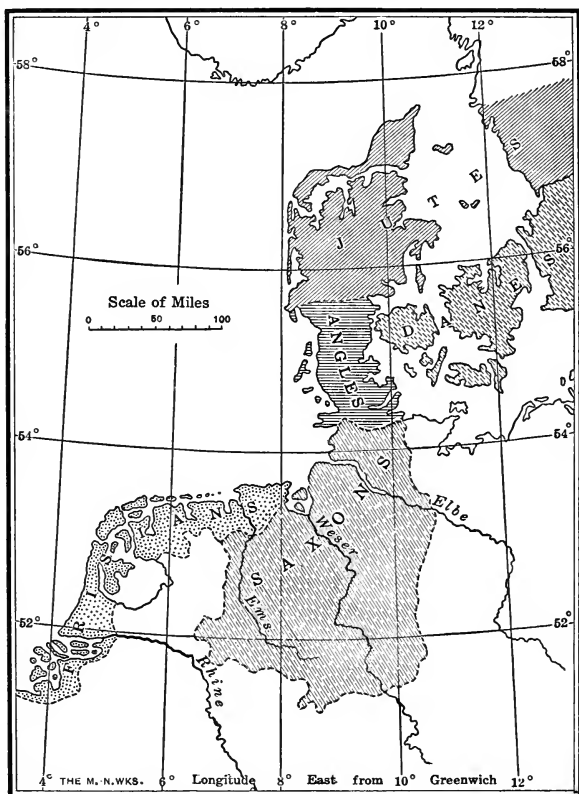 4° 6° 8° 10° 12°
58° 58°
JUTES
56° 56°
Scale of Miles
0 50 100
DANES
ANGLES
54° 54°
SAXONS
Elbe
Weser
FRISIANS
Ems
52° 52°
Rhine
4° THE M.-N.WKS. 6° Longitude 8° East from 10° Greenwich 12°